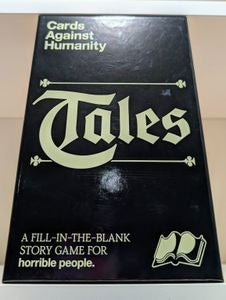 Cards
Against
Humanity
Tales
A FILL-IN-THE-BLANK
STORY GAME FOR
horrible people.